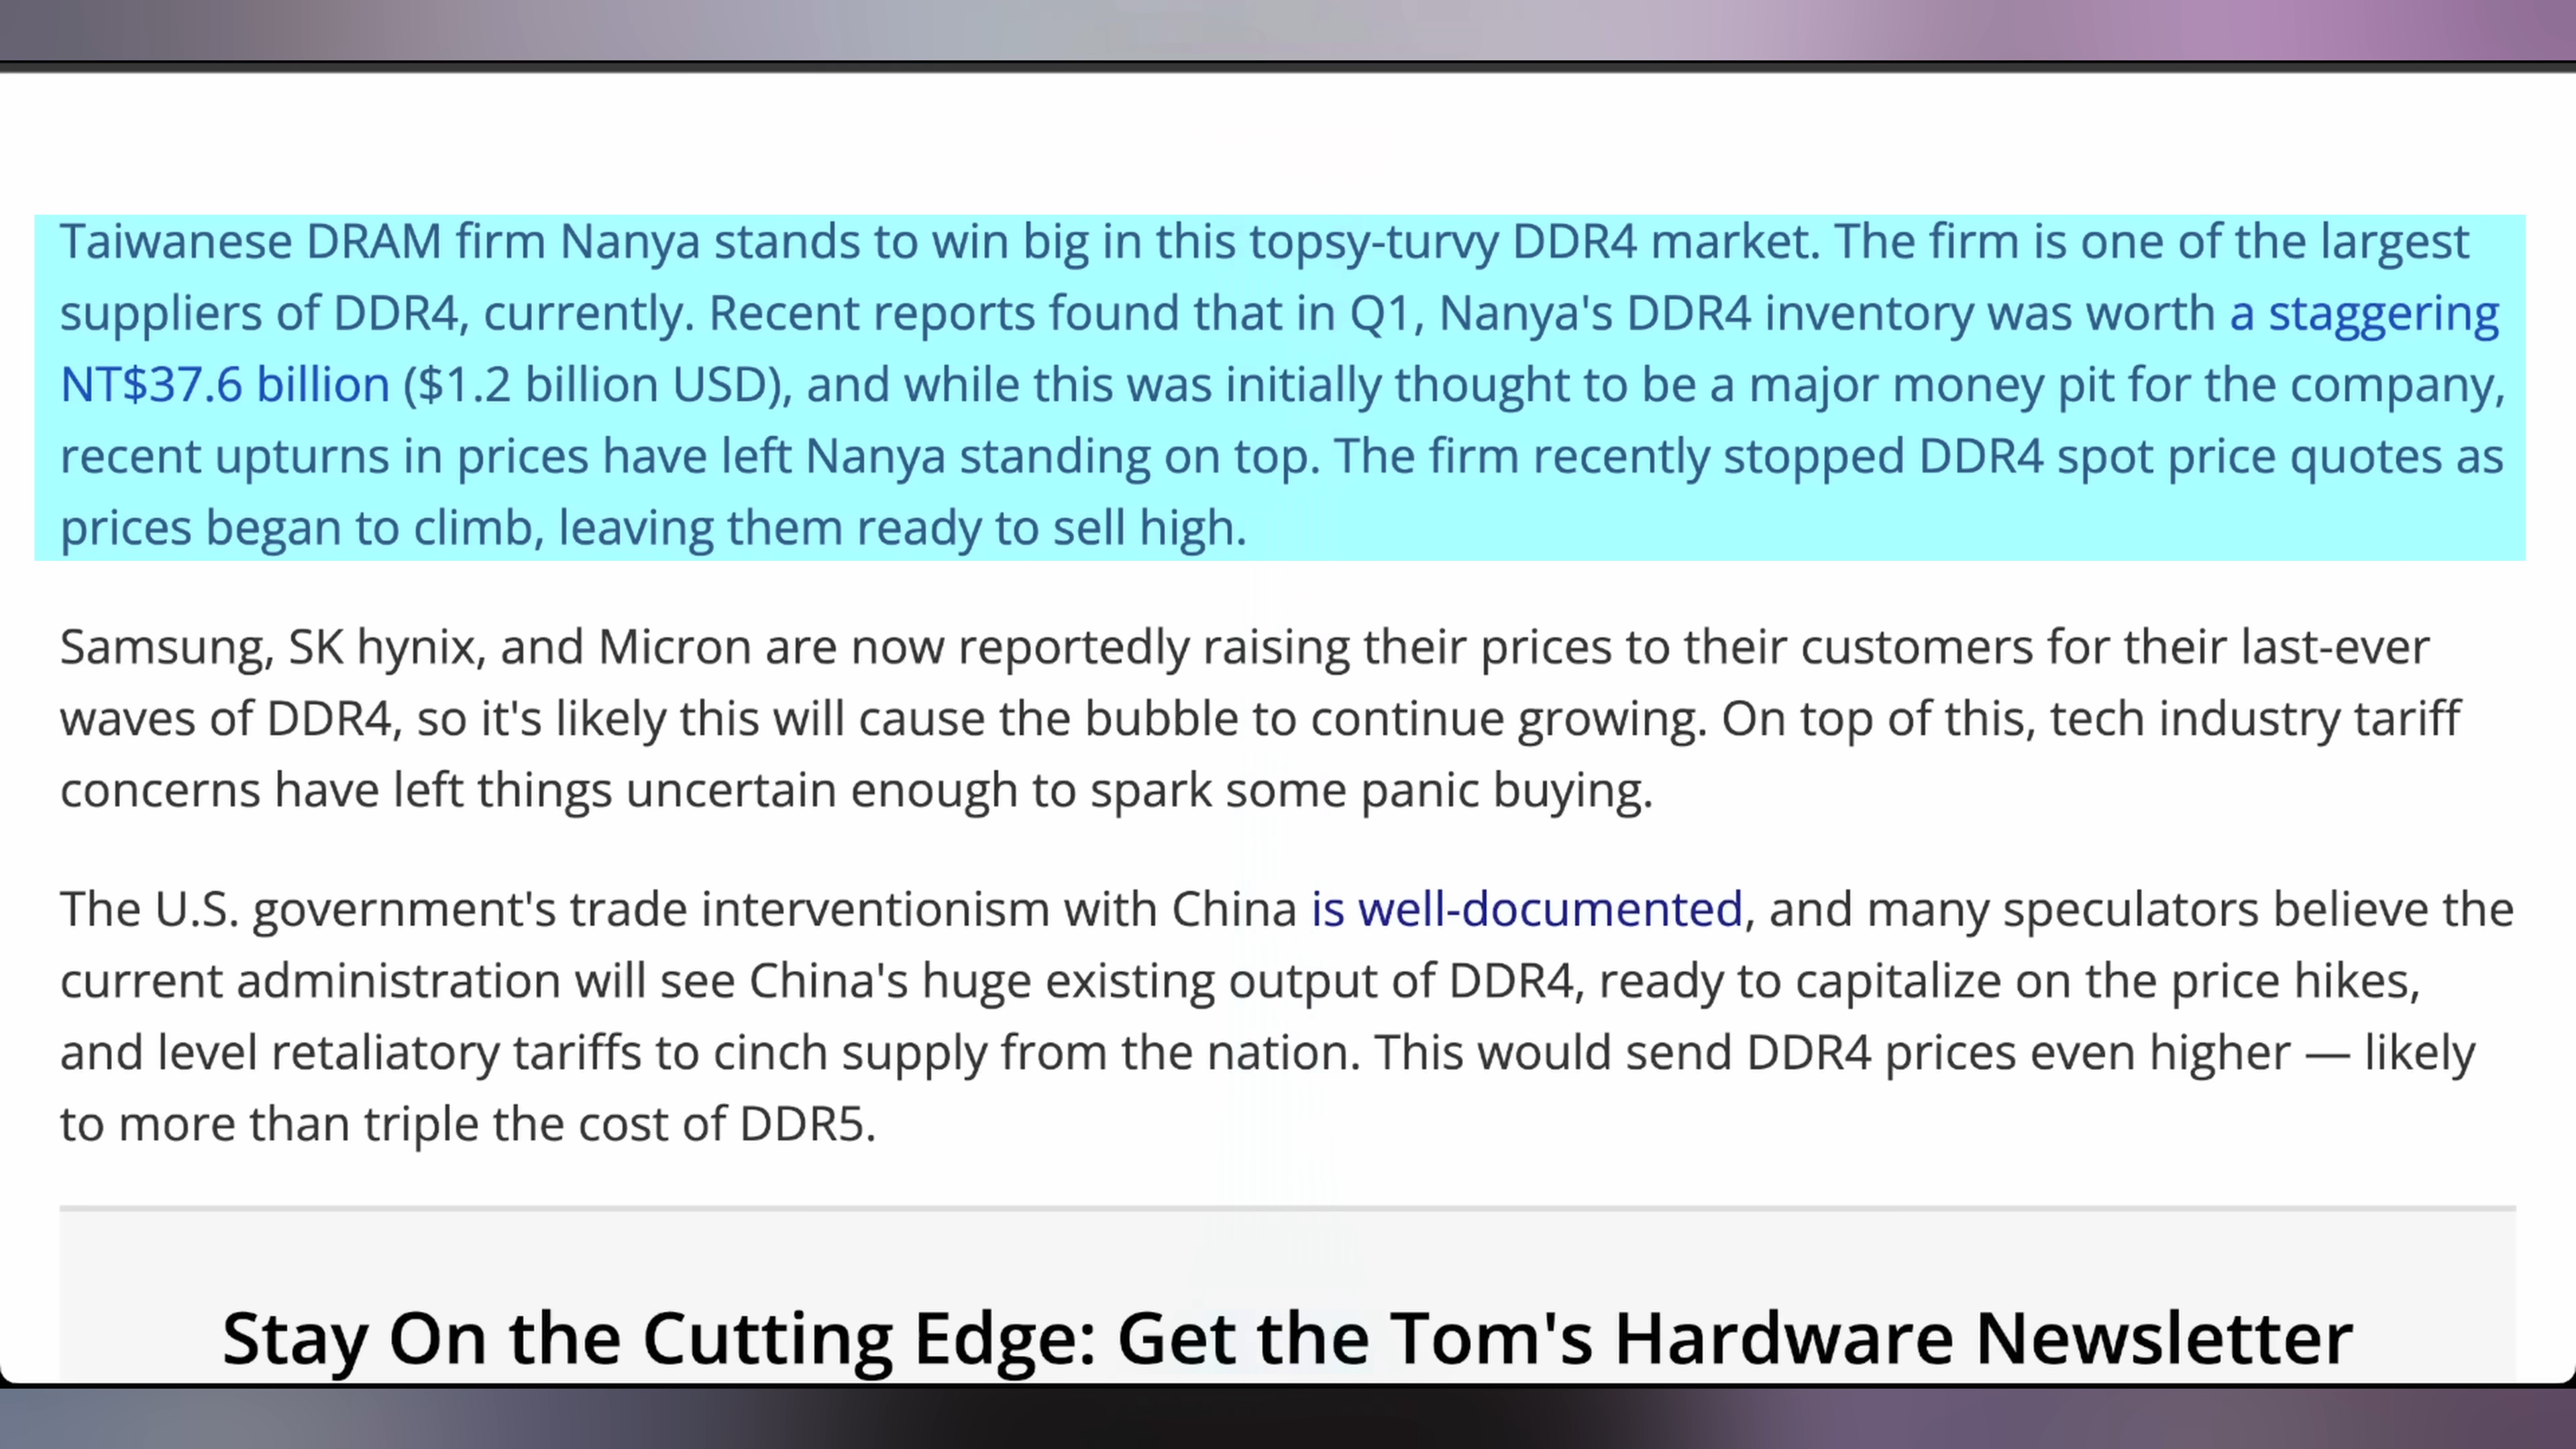 Taiwanese DRAM firm Nanya stands to win big in this topsy-turvy DDR4 market. The firm is one of the largest
suppliers of DDR4, currently. Recent reports found that in Q1, Nanya's DDR4 inventory was worth a staggering
NT$37.6 billion ($1.2 billion USD), and while this was initially thought to be a major money pit for the company,
recent upturns in prices have left Nanya standing on top. The firm recently stopped DDR4 spot price quotes as
prices began to climb, leaving them ready to sell high.
Samsung, SK hynix, and Micron are now reportedly raising their prices to their customers for their last-ever
waves of DDR4, so it's likely this will cause the bubble to continue growing. On top of this, tech industry tariff
concerns have left things uncertain enough to spark some panic buying.
The U.S. government's trade interventionism with China is well-documented, and many speculators believe the
current administration will see China's huge existing output of DDR4, ready to capitalize on the price hikes,
and level retaliatory tariffs to cinch supply from the nation. This would send DDR4 prices even higher — likely
to more than triple the cost of DDR5.
Stay On the Cutting Edge: Get the Tom's Hardware Newsletter